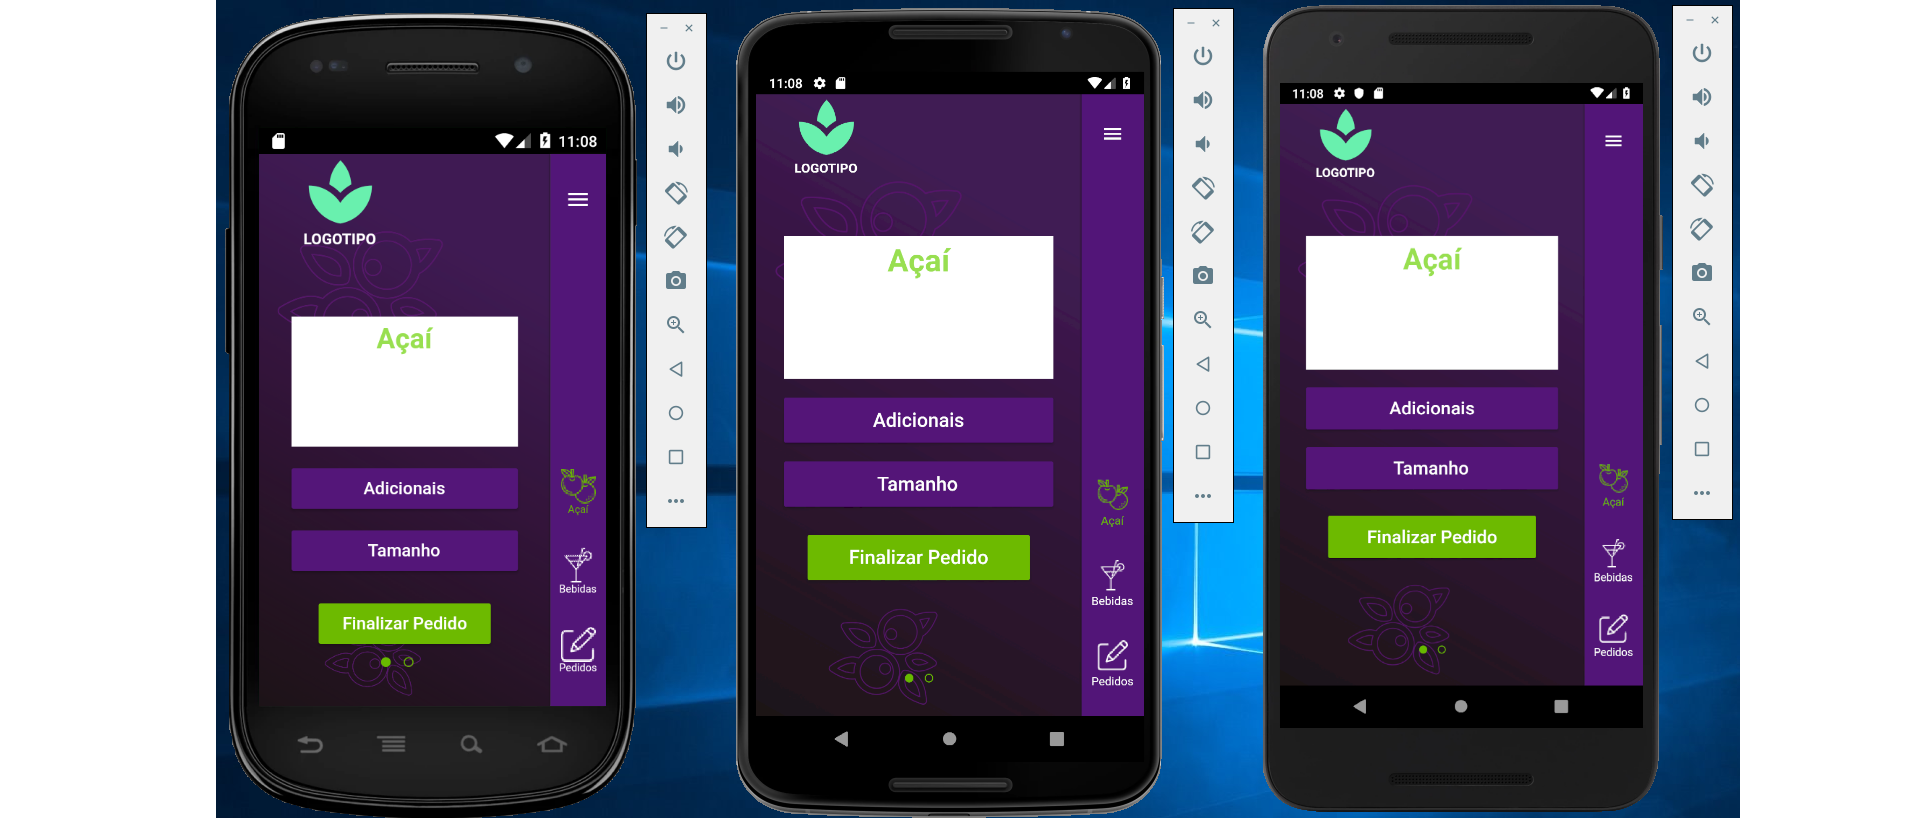 11:08
LOGOTIPO
Açaí
Adicionais
Tamanho
Finalizar Pedido
Açaí
Bebidas
Pedidos
11:08
LOGOTIPO
Açaí
Adicionais
Tamanho
Finalizar Pedido
Açaí
Bebidas
Pedidos
11:08
LOGOTIPO
Açaí
Adicionais
Tamanho
Finalizar Pedido
Açaí
Bebidas
Pedidos